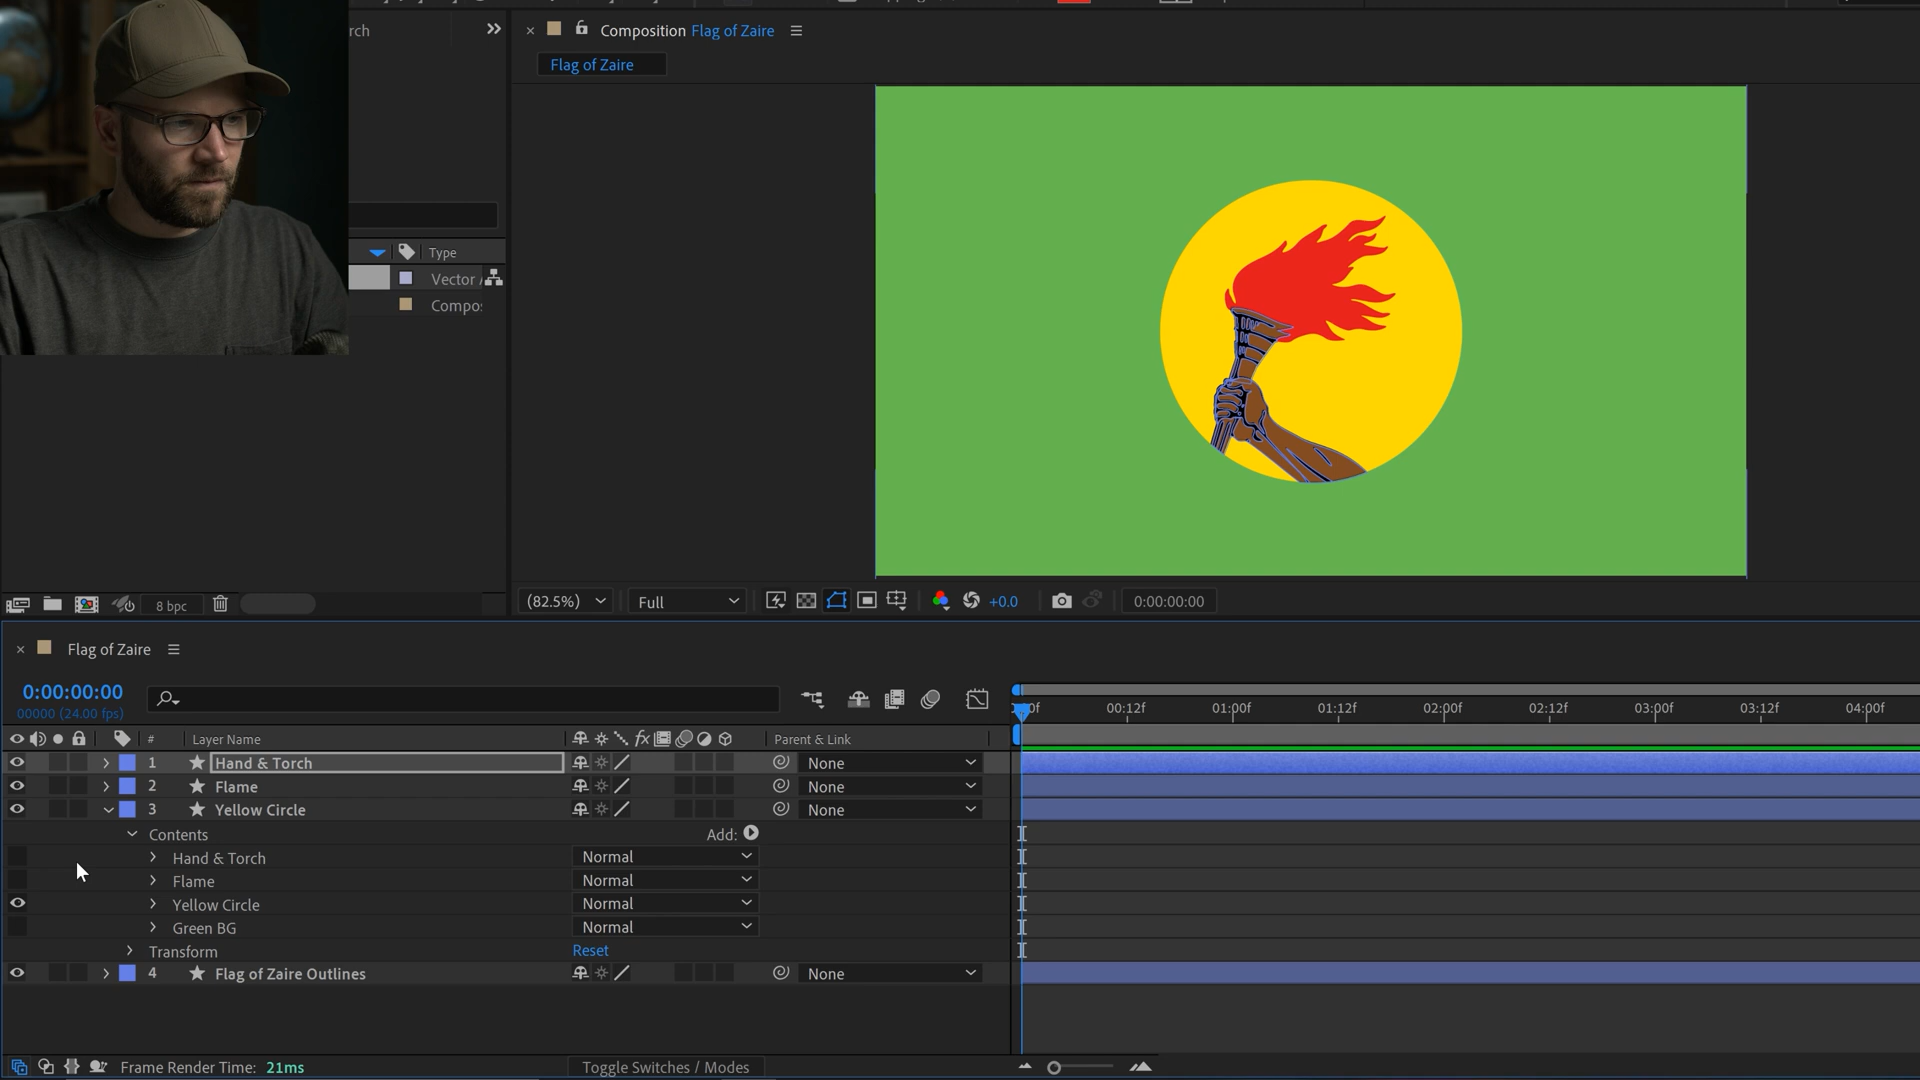 rch
Composition Flag of Zaire
Flag of Zaire
Type
Vector
Compo
(82.5%)
Full
+0.0
0:00:00:00
8 bpc
Flag of Zaire
0:00:00:00
00000 (24.00 fps)
00:12f
01:00f
01:12f
02:00f
02:12f
03:00f
03:12f
04:00f
#
Layer Name
fx
Parent & Link
1
Hand & Torch
None
2
Flame
None
3
Yellow Circle
None
Contents
Add:
Hand & Torch
Normal
Flame
Normal
Yellow Circle
Normal
Green BG
Normal
Transform
Reset
4
Flag of Zaire Outlines
None
Frame Render Time: 21ms
Toggle Switches / Modes